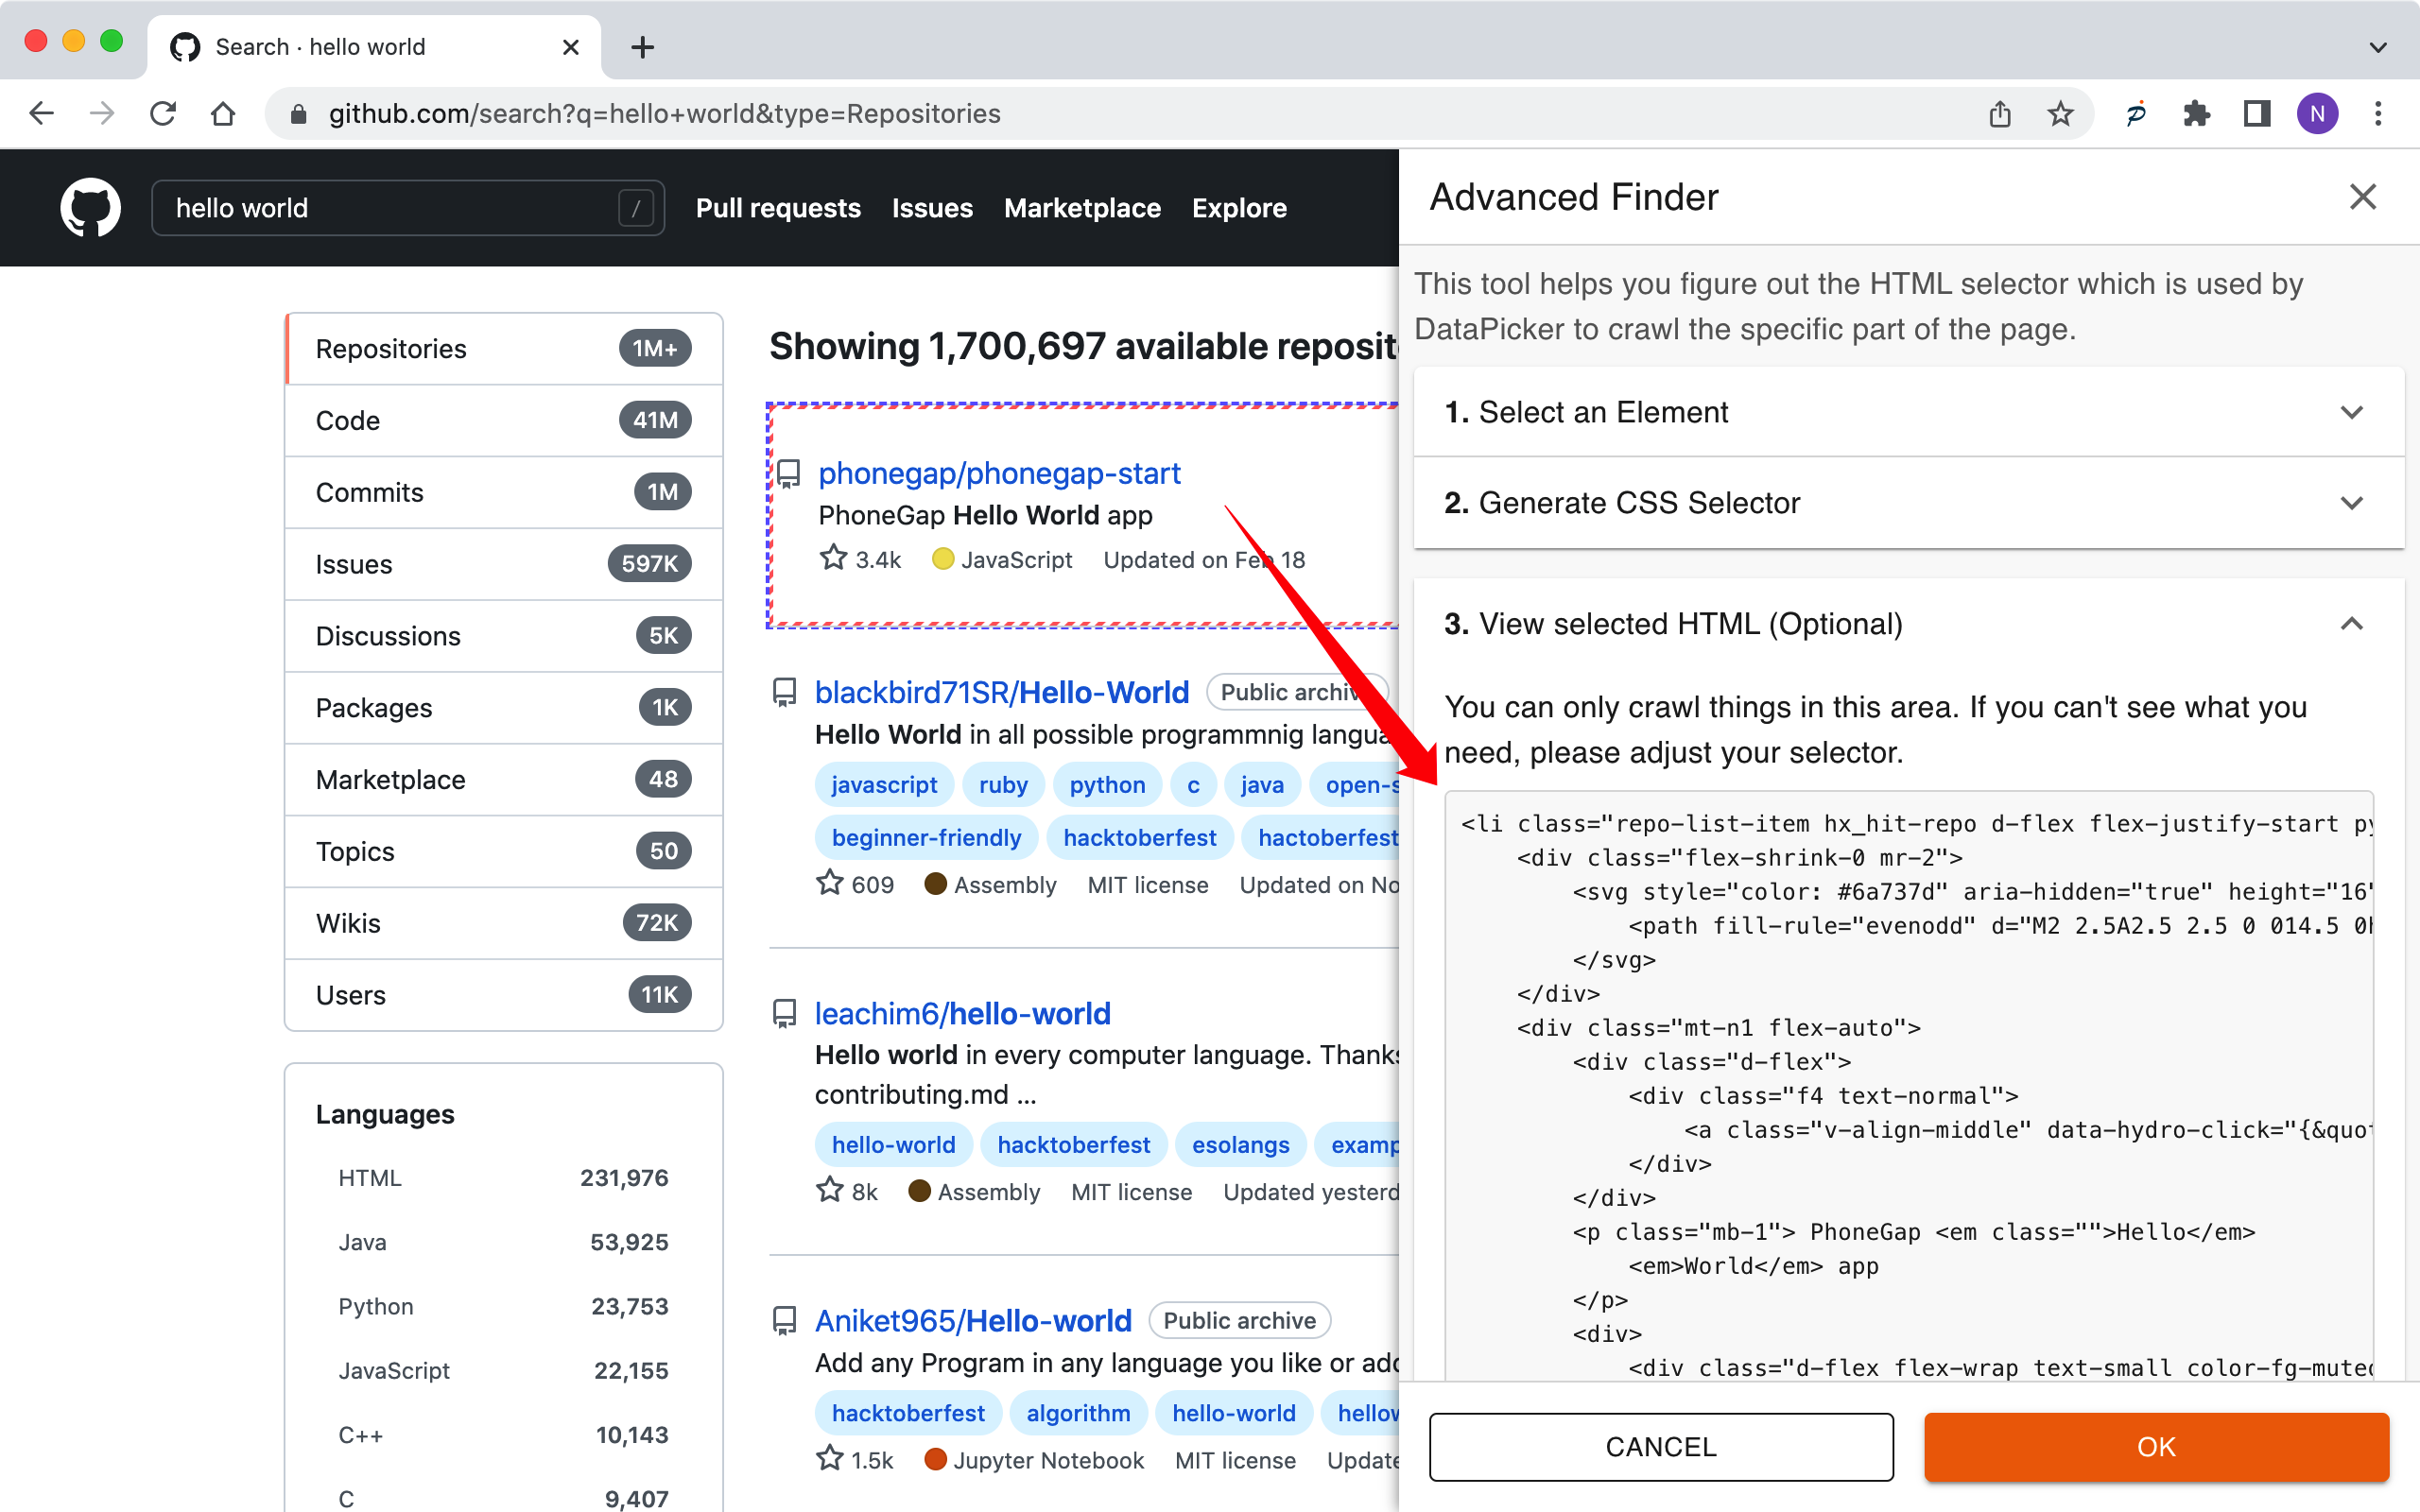 Search · hello world
github.com/search?q=hello+world&type=Repositories
N
hello world
/
Pull requests
Issues
Marketplace
Explore
Repositories 1M+
Code 41M
Commits 1M
Issues 597K
Discussions 5K
Packages 1K
Marketplace 48
Topics 50
Wikis 72K
Users 11K
Languages
HTML 231,976
Java 53,925
Python 23,753
JavaScript 22,155
C++ 10,143
C 9,407
Showing 1,700,697 available
phonegap/phonegap-start
PhoneGap Hello World app
3.4k JavaScript Updated on Feb 18
blackbird71SR/Hello-World Public archive
Hello World in all possible programmnig
javascript ruby python c java
beginner-friendly hacktoberfest hactoberfest
609 Assembly MIT license Updated on
leachim6/hello-world
Hello world in every computer language. Thanks
contributing.md ...
hello-world hacktoberfest esolangs
8k Assembly MIT license Updated
Aniket965/Hello-world Public archive
Add any Program in any language you like or
hacktoberfest algorithm hello-world
1.5k Jupyter Notebook MIT license
Advanced Finder
This tool helps you figure out the HTML selector which is used by
DataPicker to crawl the specific part of the page.
1. Select an Element
2. Generate CSS Selector
3. View selected HTML (Optional)
You can only crawl things in this area. If you can't see what you
need, please adjust your selector.
<li class="repo-list-item hx_hit-repo d-flex flex-justify-start
<div class="flex-shrink-0 mr-2">
<svg style="color: #6a737d" aria-hidden="true" height="16"
<path fill-rule="evenodd" d="M2 2.5A2.5 2.5 0 014.5
</svg>
</div>
<div class="mt-n1 flex-auto">
<div class="d-flex">
<div class="f4 text-normal">
<a class="v-align-middle" data-hydro-click="{&quot
</div>
</div>
<p class="mb-1"> PhoneGap <em class="">Hello</em>
<em>World</em> app
</p>
<div>
<div class="d-flex flex-wrap text-small color-fg-muted
CANCEL
OK